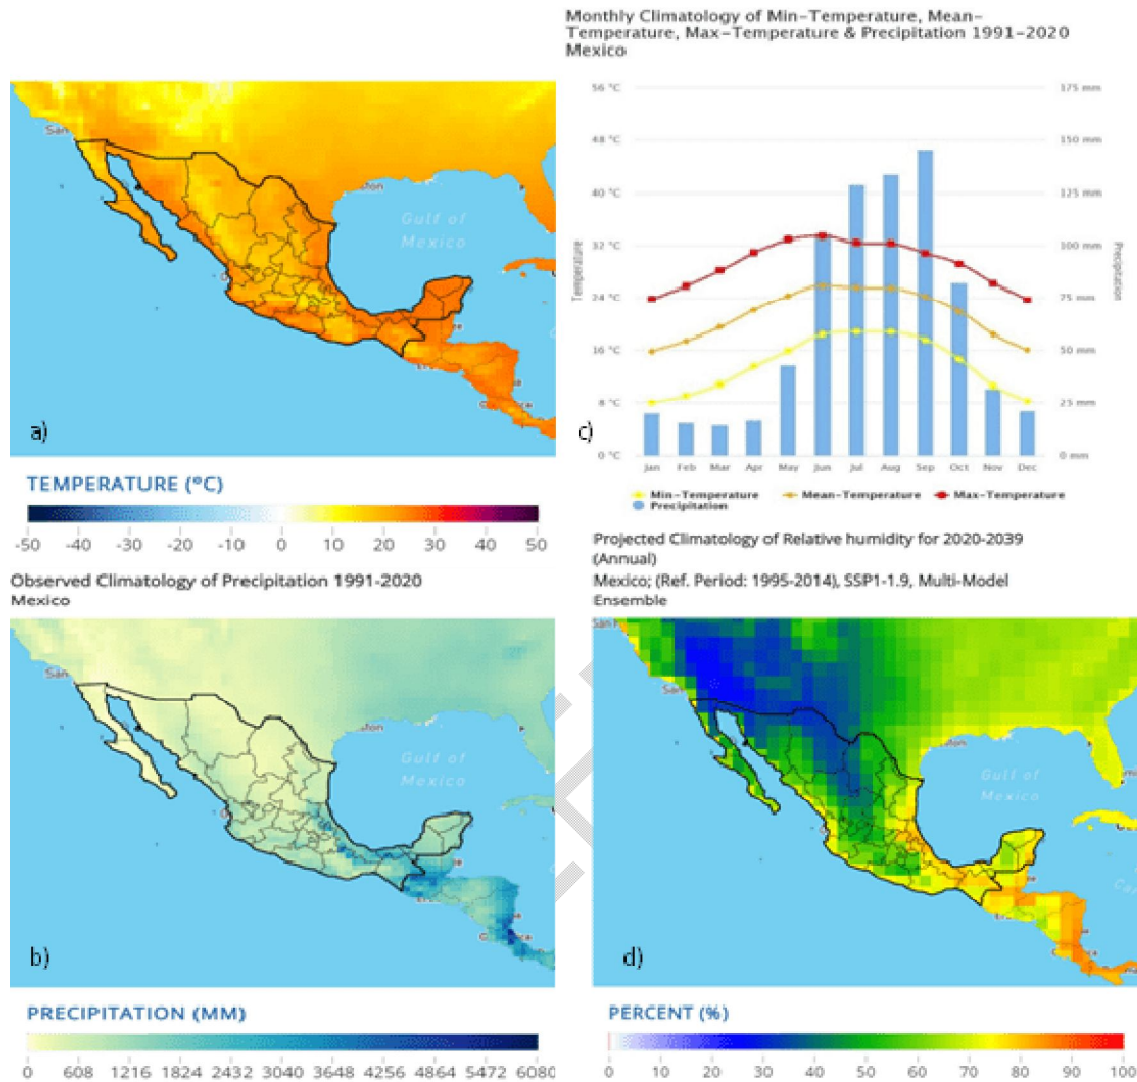 Monthly Climatology of Min-Temperature, Mean-
Temperature, Max-Temperature & Precipitation 1991-2020
Mexico
San
Gulf of
Mexico
a)
TEMPERATURE (°C)
-50 -40 -30 -20 -10 0 10 20 30 40 50
56 °C 175 mm
48 °C 150 mm
40 °C 125 mm
32 °C 100 mm
24 °C 75 mm
16 °C 50 mm
8 °C 25 mm
0 °C 0 mm
Temperature
Precipitation
c)
Jan Feb Mar Apr May Jun Jul Aug Sep Oct Nov Dec
Min-Temperature Mean-Temperature Max-Temperature
Precipitation
Observed Climatology of Precipitation 1991-2020
Mexico
San
Gulf of
Mexico
b)
PRECIPITATION (MM)
0 608 1216 1824 2432 3040 3648 4256 4864 5472 6080
Projected Climatology of Relative humidity for 2020-2039
(Annual)
Mexico; (Ref. Period: 1995-2014), SSP1-1.9, Multi-Model
Ensemble
San
Gulf of
Mexico
d)
PERCENT (%)
0 10 20 30 40 50 60 70 80 90 100